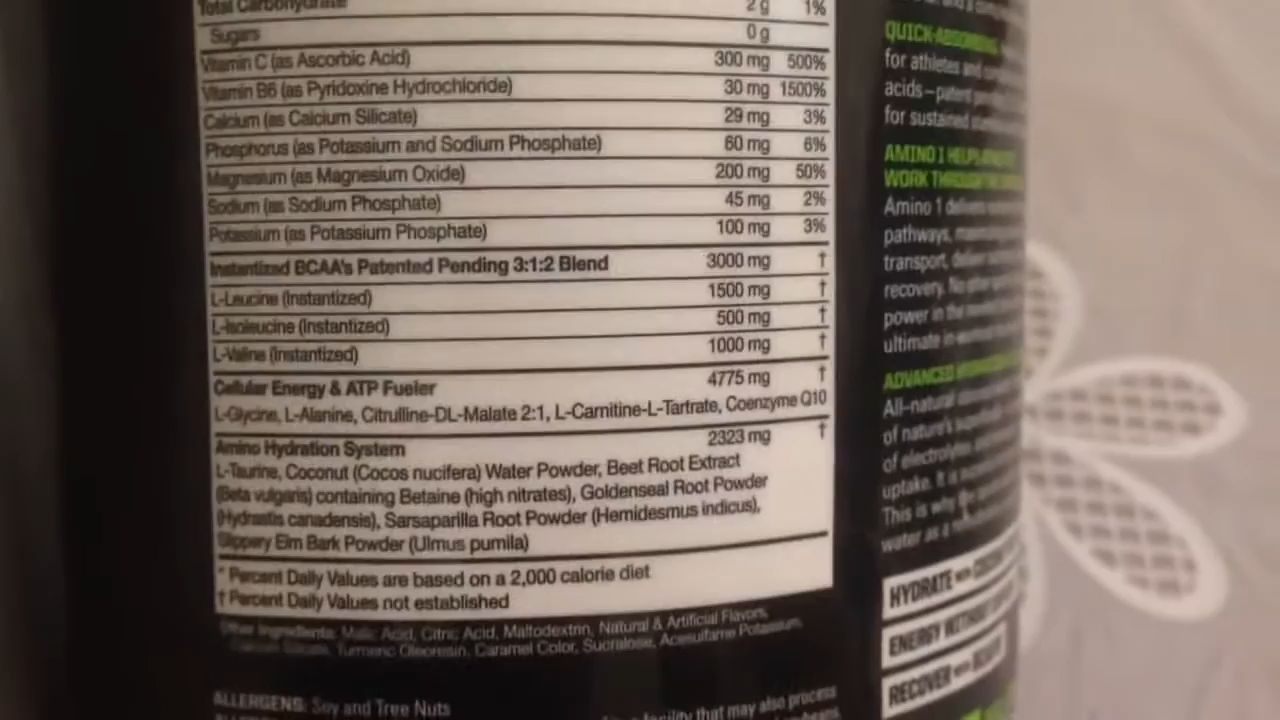 Total Carbohydrate 2 g 1%
Sugars 0 g
Vitamin C (as Ascorbic Acid) 300 mg 500%
Vitamin B6 (as Pyridoxine Hydrochloride) 30 mg 1500%
Calcium (as Calcium Silicate) 29 mg 3%
Phosphorus (as Potassium and Sodium Phosphate) 60 mg 6%
Magnesium (as Magnesium Oxide) 200 mg 50%
Sodium (as Sodium Phosphate) 45 mg 2%
Potassium (as Potassium Phosphate) 100 mg 3%
Instantized BCAA's Patented Pending 3:1:2 Blend 3000 mg †
L-Leucine (Instantized) 1500 mg †
L-Isoleucine (Instantized) 500 mg †
L-Valine (Instantized) 1000 mg †
Cellular Energy & ATP Fueler 4775 mg †
L-Glycine, L-Alanine, Citrulline-DL-Malate 2:1, L-Carnitine-L-Tartrate, Coenzyme Q10
Amino Hydration System 2323 mg †
L-Taurine, Coconut (Cocos nucifera) Water Powder, Beet Root Extract
(Beta vulgaris) containing Betaine (high nitrates), Goldenseal Root Powder
(Hydrastis canadensis), Sarsaparilla Root Powder (Hemidesmus indicus),
Slippery Elm Bark Powder (Ulmus pumila)
* Percent Daily Values are based on a 2,000 calorie diet
† Percent Daily Values not established
Other Ingredients: Malic Acid, Citric Acid, Maltodextrin, Natural & Artificial Flavors,
Calcium Silicate, Turmeric Oleoresin, Caramel Color, Sucralose, Acesulfame Potassium.
ALLERGENS: Soy and Tree Nuts
facility that may also process
QUICK-ABSORBING
for athletes and
acids–patent
for sustained
AMINO 1 HELPS
WORK THROUGH
Amino 1 delivers
pathways,
transport, deliver
recovery. No other
power in the
ultimate in
ADVANCED
All-natural
of nature's
of electrolytes
uptake. It is
This is why
water as a
HYDRATE WITH
ENERGY WITHOUT
RECOVER WITH